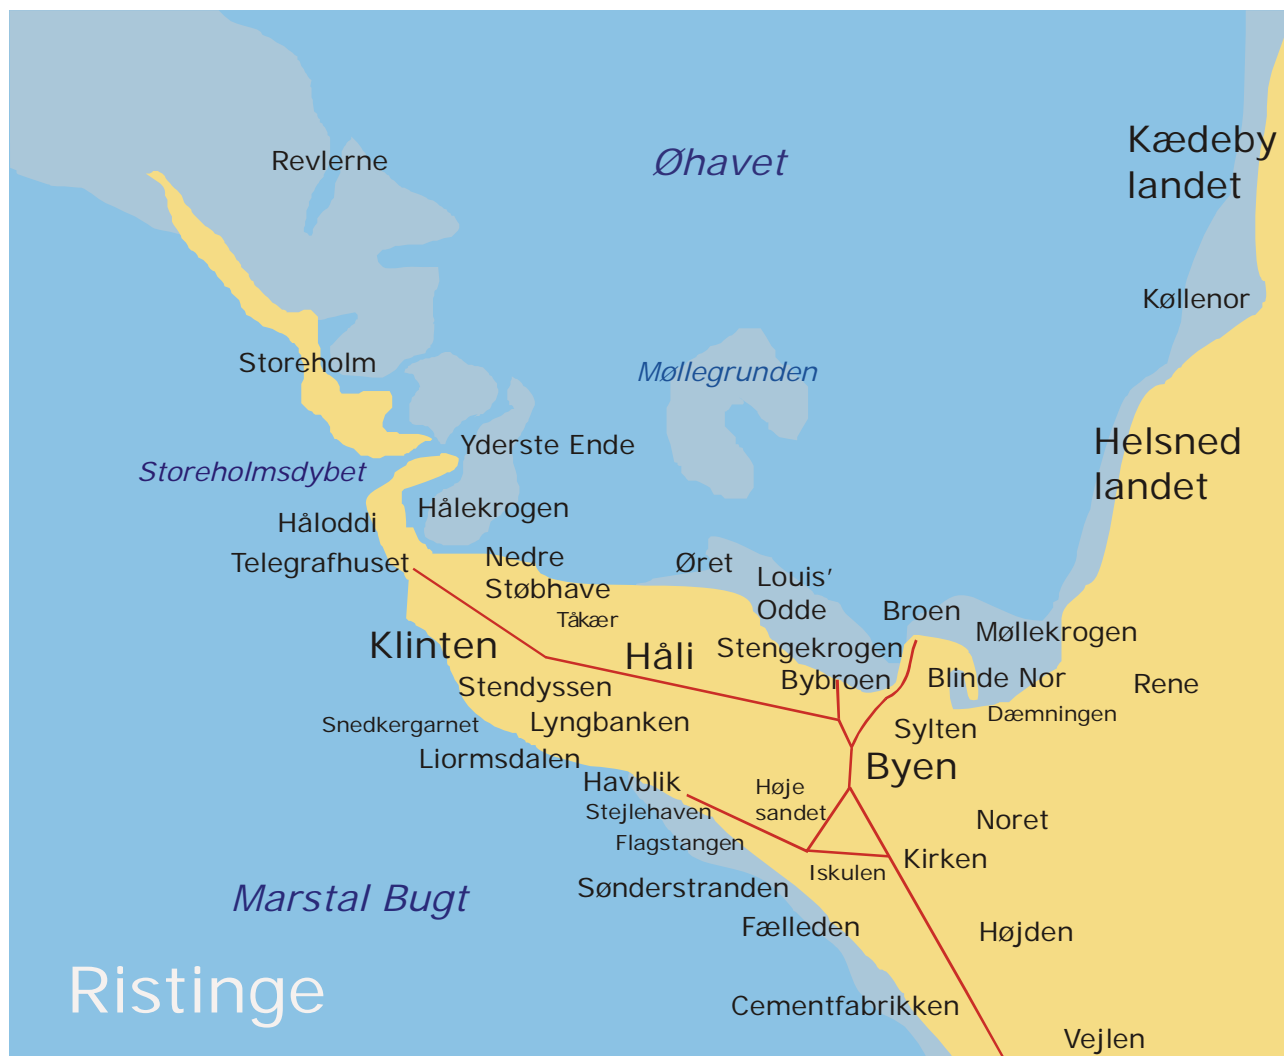 Kædeby
landet
Revlerne
Øhavet
Køllenor
Storeholm
Møllegrunden
Yderste Ende
Helsned
landet
Storeholmsdybet
Hålekrogen
Håloddi
Telegrafhuset
Nedre
Støbhave
Øret
Louis’
Odde
Tåkær
Broen
Møllekrogen
Klinten
Håli
Stengekrogen
Bybroen
Blinde Nor
Rene
Stendyssen
Dæmningen
Snedkergarnet
Lyngbanken
Sylten
Liormsdalen
Byen
Havblik
Høje
sandet
Stejlehaven
Noret
Flagstangen
Kirken
Iskulen
Sønderstranden
Marstal Bugt
Fælleden
Højden
Ristinge
Cementfabrikken
Vejlen